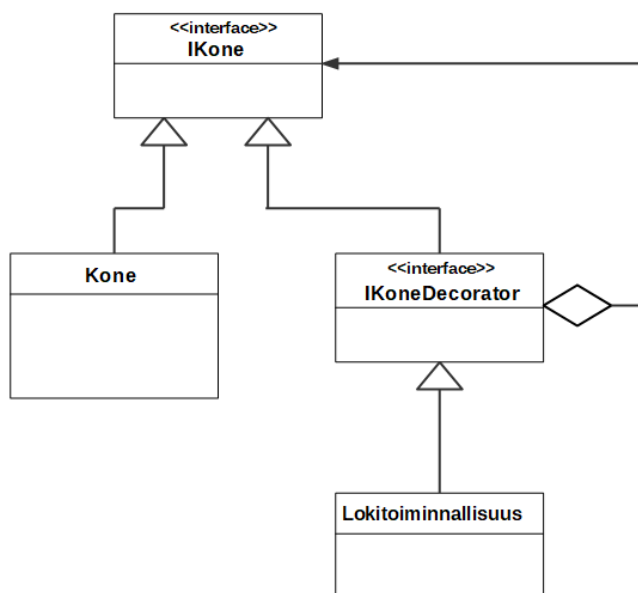 <<interface>>
IKone
Kone
<<interface>>
IKoneDecorator
Lokitoiminnallisuus